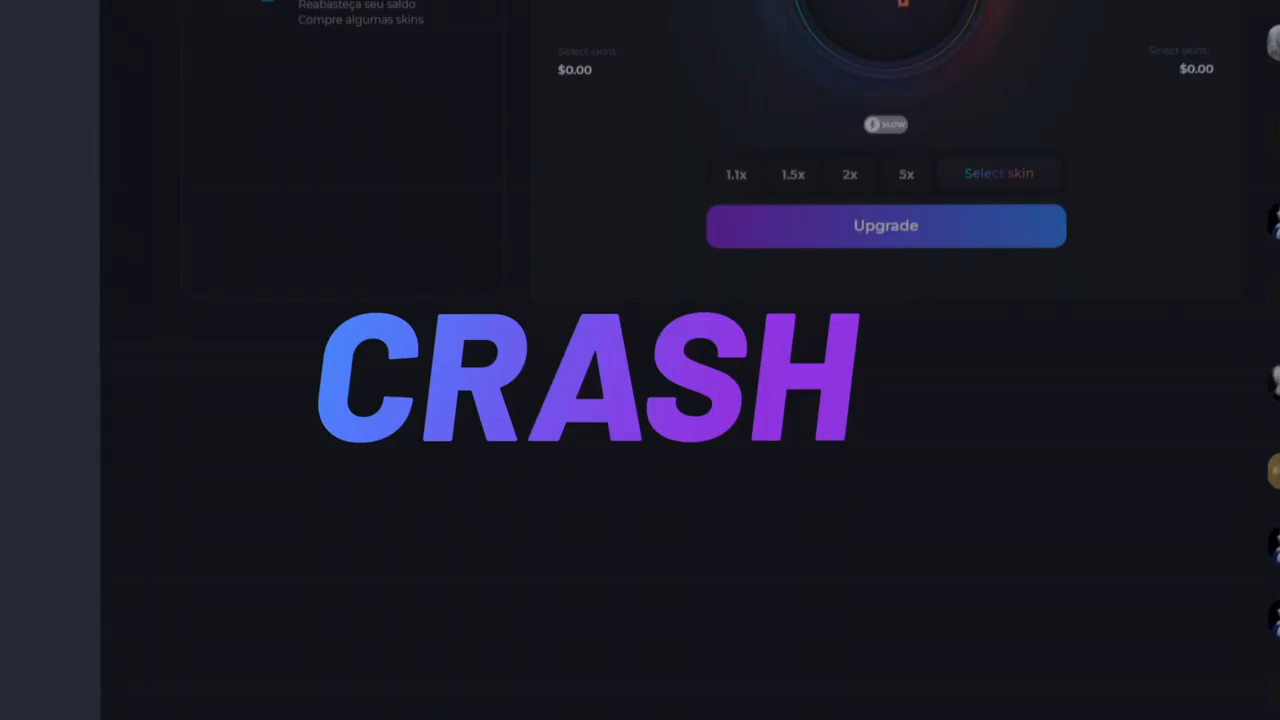 Reabasteça seu saldo
Compre algumas skins
Select skins
$0.00
Select skins
$0.00
SLOW
1.1x
1.5x
2x
5x
Select skin
Upgrade
CRASH